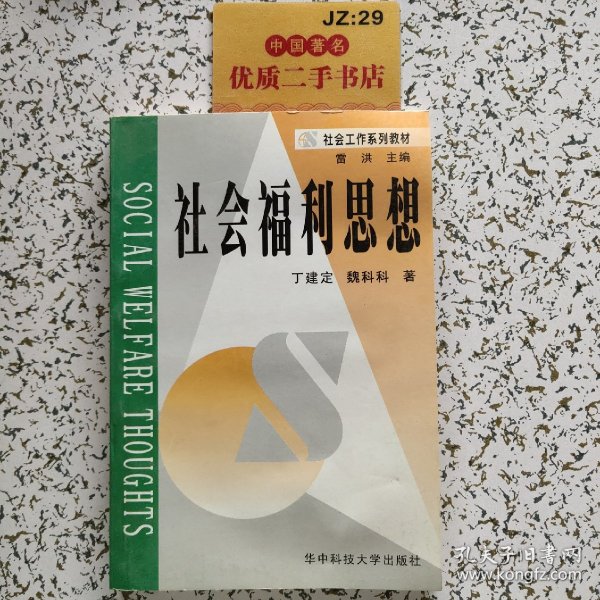 JZ:29
中国著名
优质二手书店
社会工作系列教材
雷 洪 主编
社会福利思想
丁建定 魏科科 著
SOCIAL WELFARE THOUGHTS
华中科技大学出版社
孔夫子旧书网
www.kongfz.com